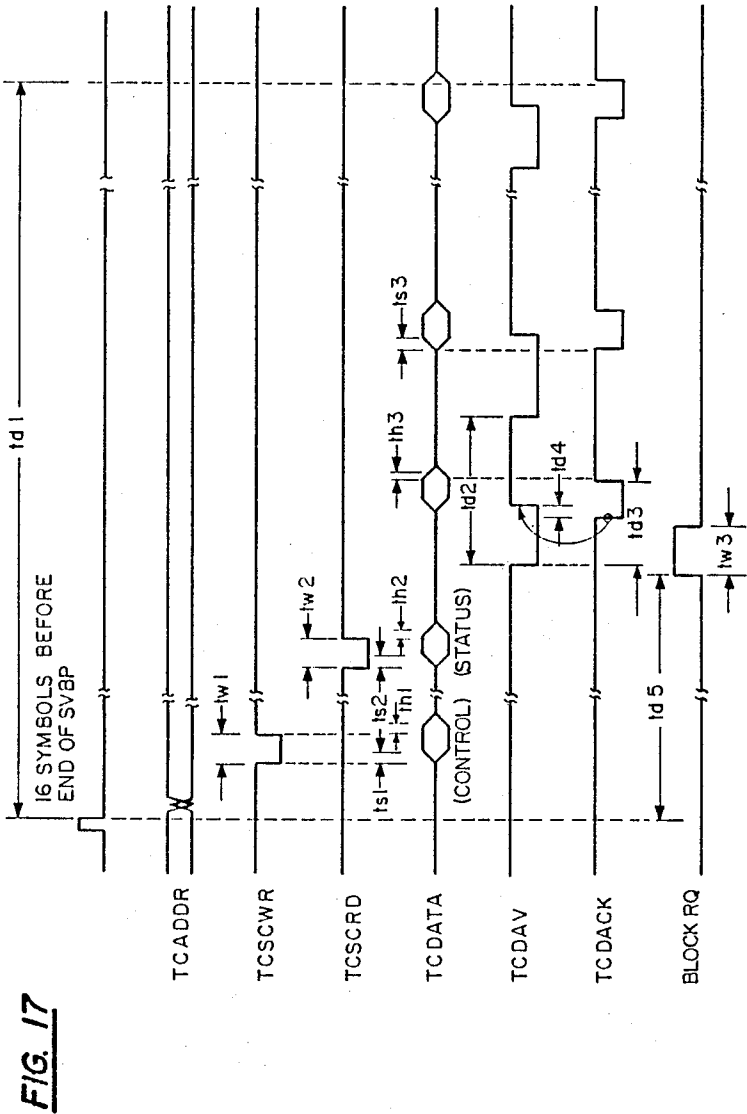 FIG. 17
16 SYMBOLS BEFORE
END OF SVBP
td1
TCADDR
TCSCWR
tw1
TCSCRD
tw2
ts1
th1
ts2
th2
TCDATA
(CONTROL)
(STATUS)
th3
ts3
TCDAV
td2
td4
TCDACK
td3
BLOCK RQ
td5
tw3